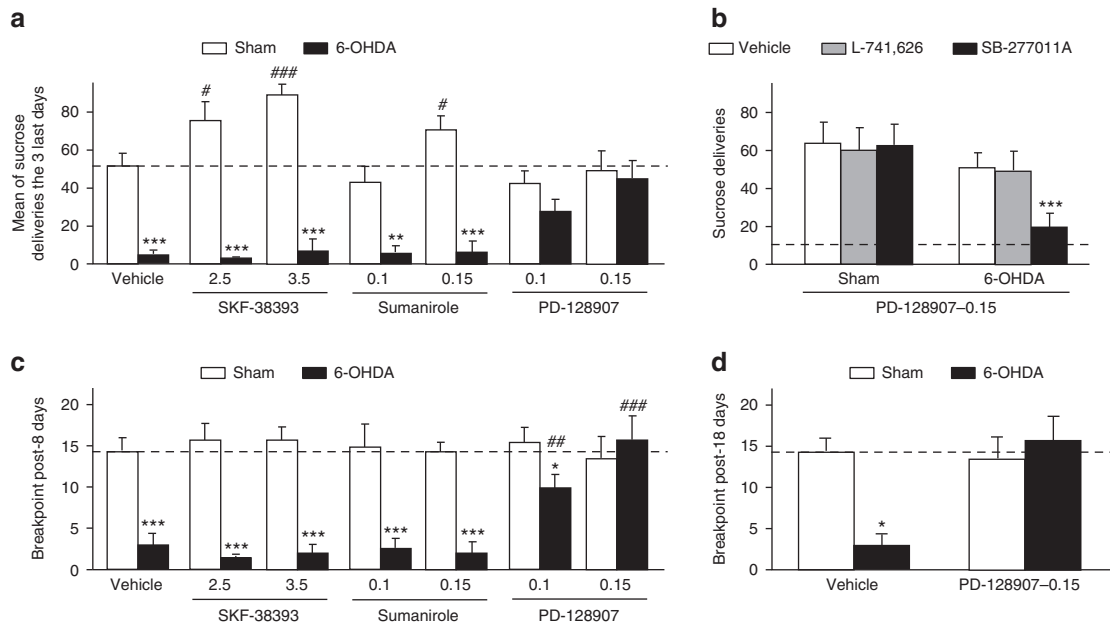 a
Sham 6-OHDA
Mean of sucrose
deliveries the 3 last days
80
60
40
20
0
# ### #
*** *** *** ** ***
Vehicle 2.5 3.5 0.1 0.15 0.1 0.15
SKF-38393 Sumanirole PD-128907
b
Vehicle L-741,626 SB-277011A
Sucrose deliveries
80
60
40
20
0
***
Sham 6-OHDA
PD-128907–0.15
c
Sham 6-OHDA
Breakpoint post-8 days
20
15
10
5
0
## ###
*** *** *** *** *** *
Vehicle 2.5 3.5 0.1 0.15 0.1 0.15
SKF-38393 Sumanirole PD-128907
d
Sham 6-OHDA
Breakpoint post-18 days
20
15
10
5
0
*
Vehicle PD-128907–0.15